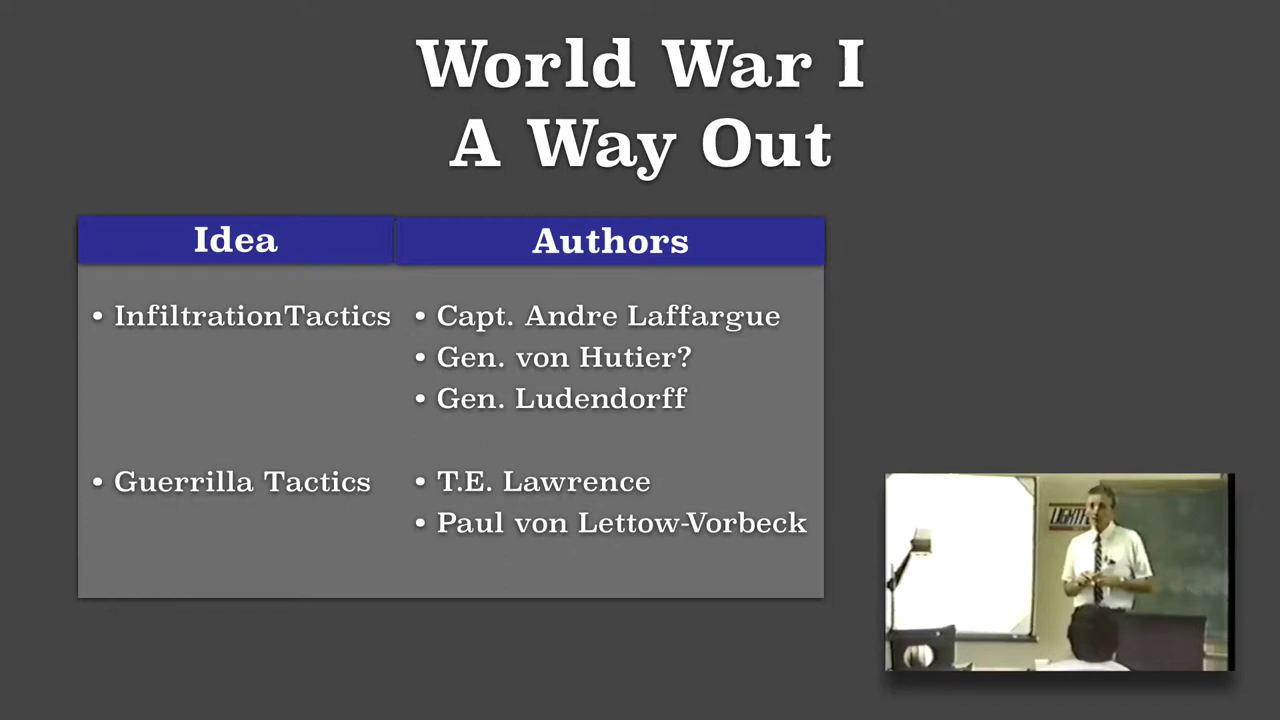 World War I
A Way Out
Idea
Authors
• InfiltrationTactics
• Capt. Andre Laffargue
• Gen. von Hutier?
• Gen. Ludendorff
• Guerrilla Tactics
• T.E. Lawrence
• Paul von Lettow-Vorbeck